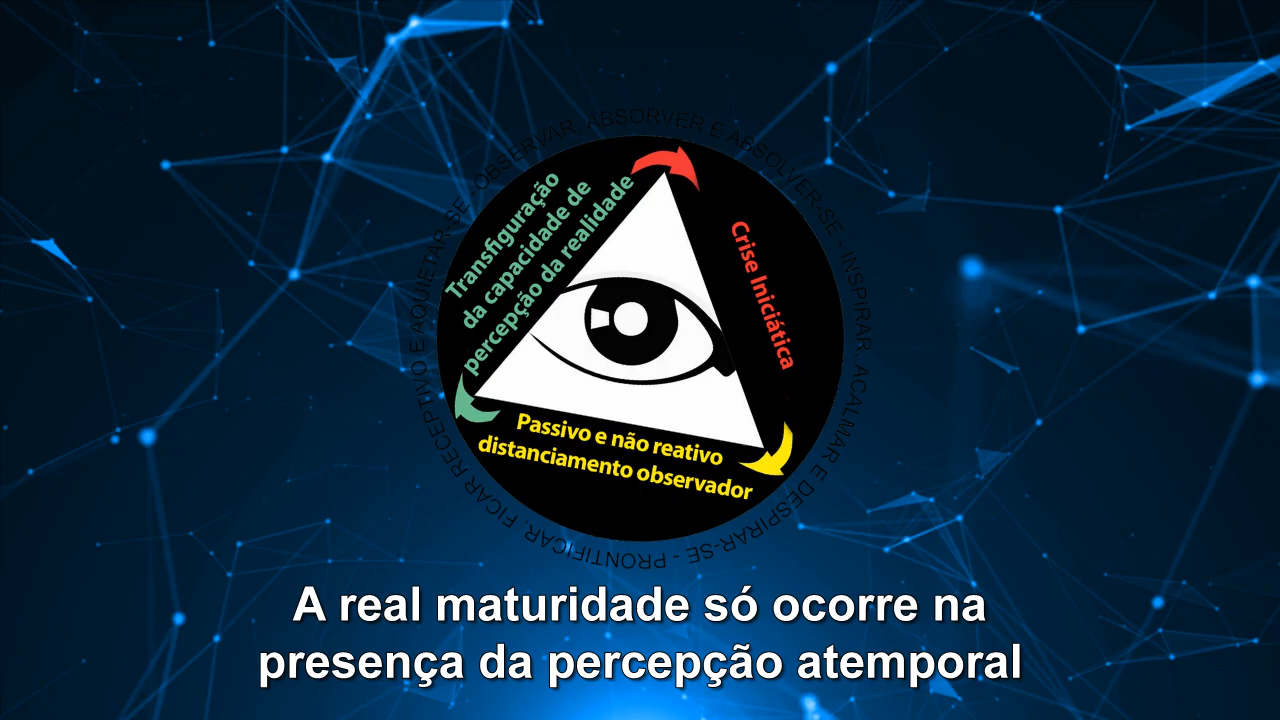 OBSERVAR, ABSORVER E ABSOLVER-SE - INSPIRAR, ACALMAR E DESPIRAR-SE - PRONTIFICAR, FICAR RECEPTIVO E AQUIETAR-SE -
Transfiguração
da capacidade de
percepção da realidade
Crise Iniciática
Passivo e não reativo
distanciamento observador
A real maturidade só ocorre na
presença da percepção atemporal